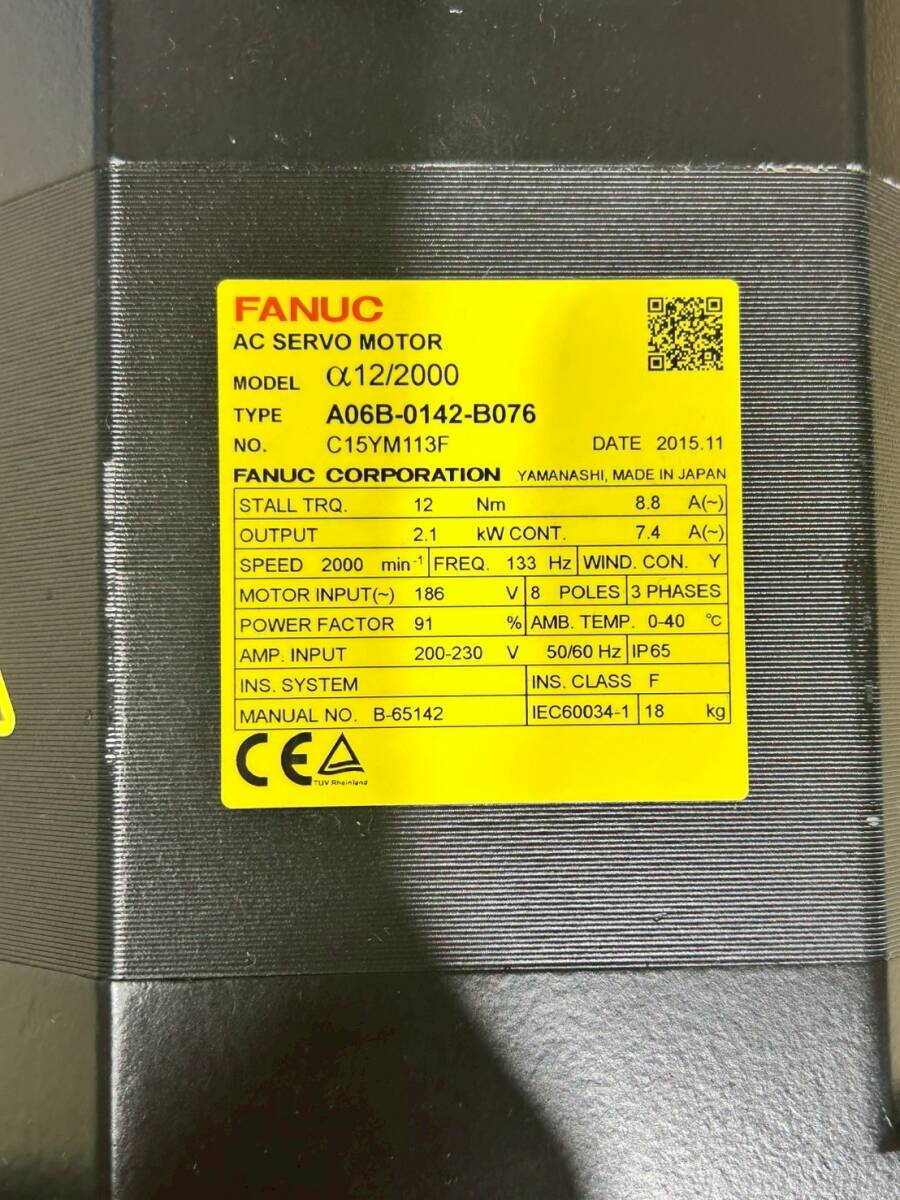 FANUC
AC SERVO MOTOR
MODEL α12/2000
TYPE A06B-0142-B076
NO. C15YM113F DATE 2015.11
FANUC CORPORATION YAMANASHI, MADE IN JAPAN
STALL TRQ. 12 Nm 8.8 A(~)
OUTPUT 2.1 kW CONT. 7.4 A(~)
SPEED 2000 min⁻¹ FREQ. 133 Hz WIND. CON. Y
MOTOR INPUT(~) 186 V 8 POLES 3 PHASES
POWER FACTOR 91 % AMB. TEMP. 0-40 ℃
AMP. INPUT 200-230 V 50/60 Hz IP65
INS. SYSTEM INS. CLASS F
MANUAL NO. B-65142 IEC60034-1 18 kg
CE
TUV Rheinland